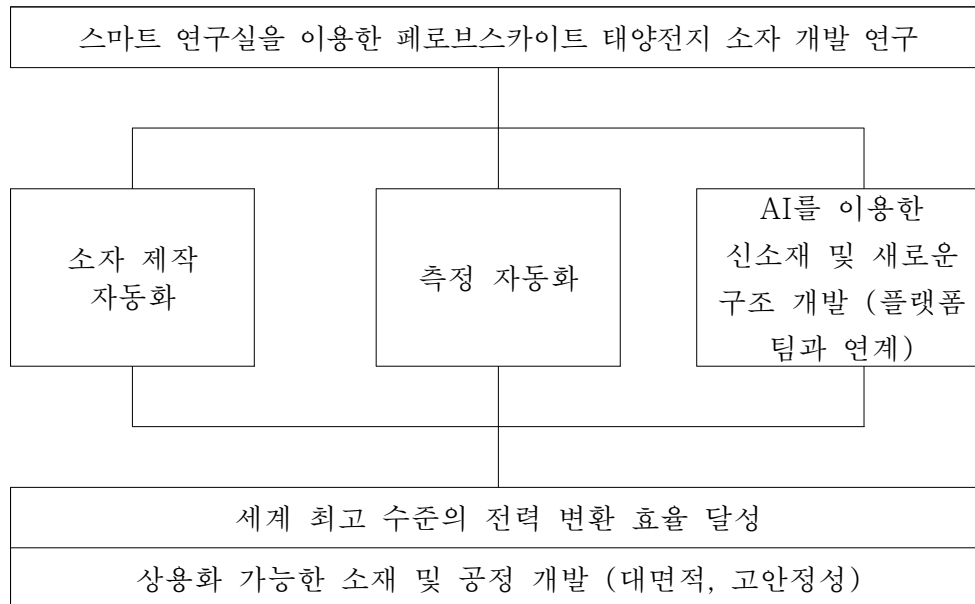 스마트 연구실을 이용한 페로브스카이트 태양전지 소자 개발 연구
소자 제작
자동화
측정 자동화
AI를 이용한
신소재 및 새로운
구조 개발 (플랫폼
팀과 연계)
세계 최고 수준의 전력 변환 효율 달성
상용화 가능한 소재 및 공정 개발 (대면적, 고안정성)